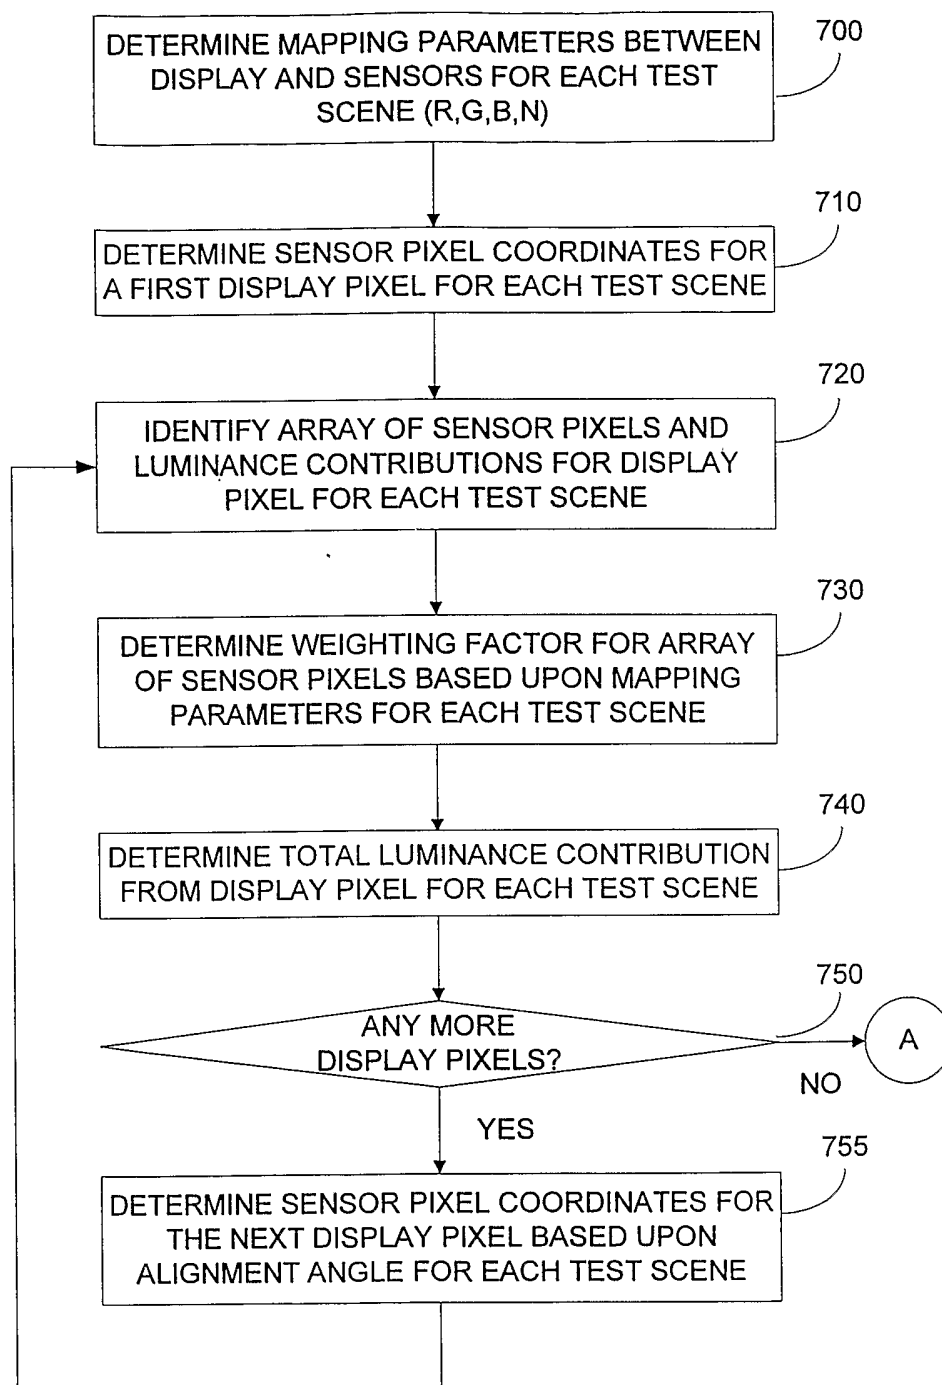 DETERMINE MAPPING PARAMETERS BETWEEN
DISPLAY AND SENSORS FOR EACH TEST
SCENE (R,G,B,N)
700
DETERMINE SENSOR PIXEL COORDINATES FOR
A FIRST DISPLAY PIXEL FOR EACH TEST SCENE
710
IDENTIFY ARRAY OF SENSOR PIXELS AND
LUMINANCE CONTRIBUTIONS FOR DISPLAY
PIXEL FOR EACH TEST SCENE
720
DETERMINE WEIGHTING FACTOR FOR ARRAY
OF SENSOR PIXELS BASED UPON MAPPING
PARAMETERS FOR EACH TEST SCENE
730
DETERMINE TOTAL LUMINANCE CONTRIBUTION
FROM DISPLAY PIXEL FOR EACH TEST SCENE
740
ANY MORE
DISPLAY PIXELS?
750
A
NO
YES
DETERMINE SENSOR PIXEL COORDINATES FOR
THE NEXT DISPLAY PIXEL BASED UPON
ALIGNMENT ANGLE FOR EACH TEST SCENE
755